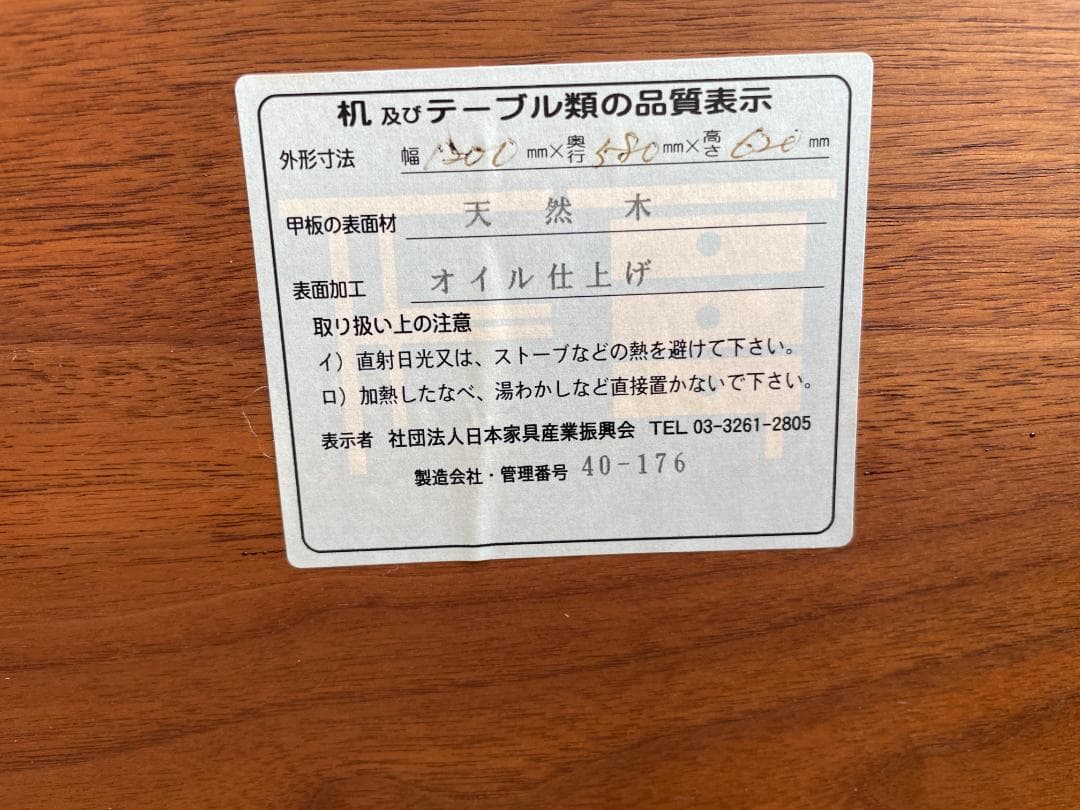 机及びテーブル類の品質表示
外形寸法 幅1200mm×奥行580mm×高さ620mm
甲板の表面材 天然木
表面加工 オイル仕上げ
取り扱い上の注意
イ）直射日光又は、ストーブなどの熱を避けて下さい。
ロ）加熱したなべ、湯わかしなど直接置かないで下さい。
表示者 社団法人日本家具産業振興会 TEL 03-3261-2805
製造会社・管理番号 40-176